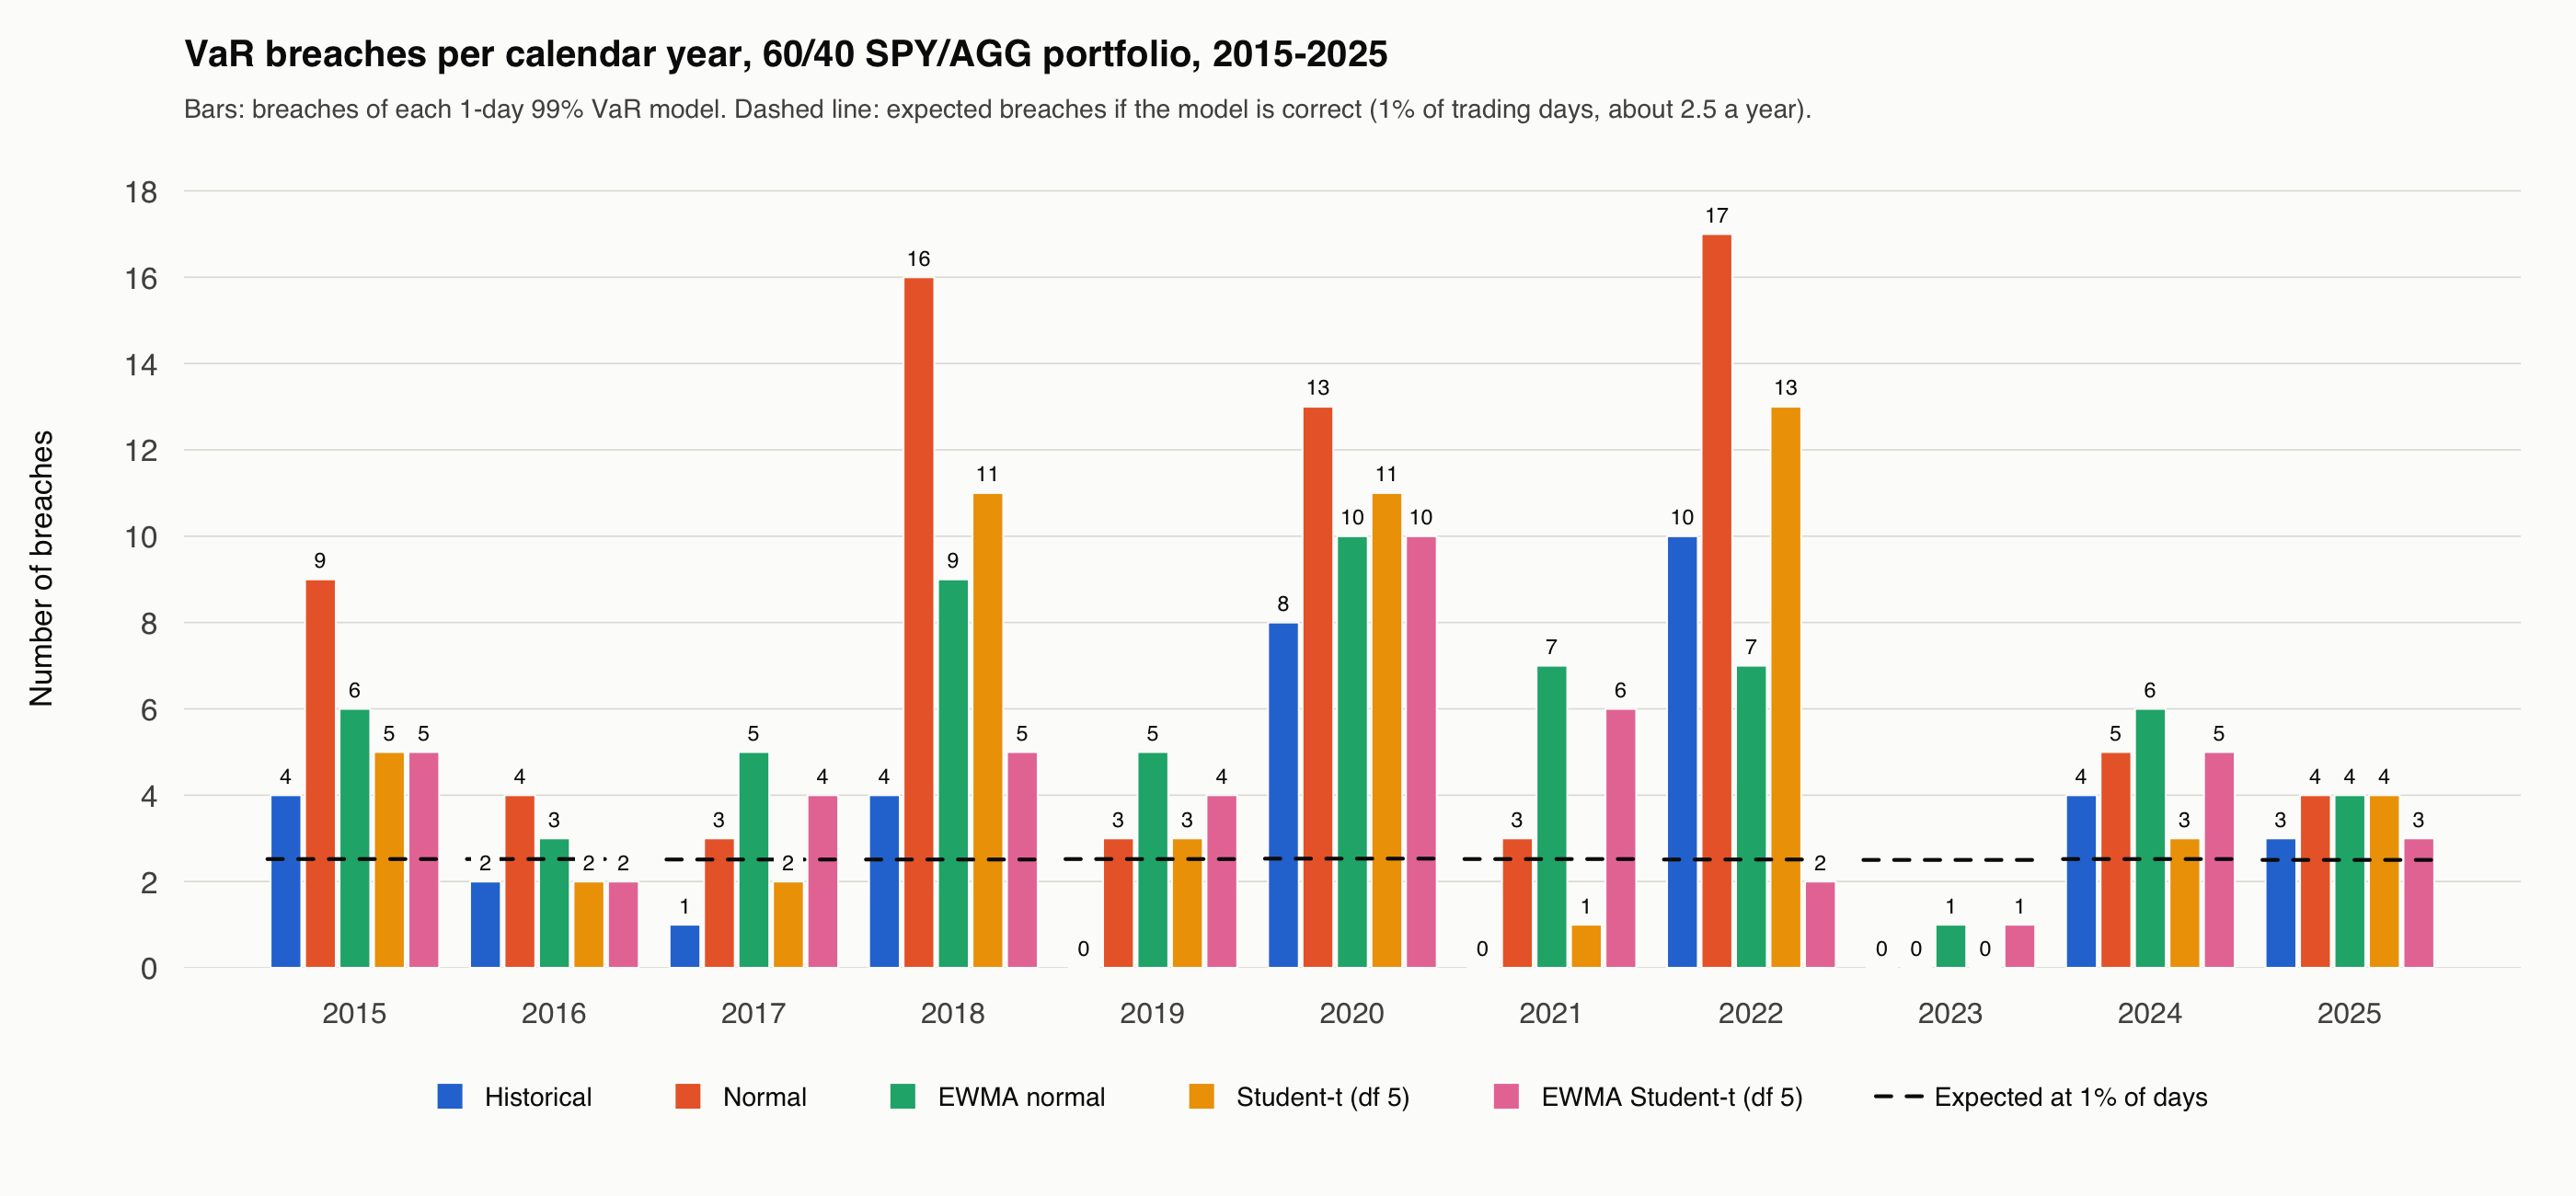 VaR breaches per calendar year, 60/40 SPY/AGG portfolio, 2015-2025
Bars: breaches of each 1-day 99% VaR model. Dashed line: expected breaches if the model is correct (1% of trading days, about 2.5 a year).
Number of breaches
18
16
14
12
10
8
6
4
2
0
4 9 6 5 5
2 4 3 2 2
1 3 5 2 4
4 16 9 11 5
0 3 5 3 4
8 13 10 11 10
0 3 7 1 6
10 17 7 13 2
0 0 1 0 1
4 5 6 3 5
3 4 4 4 3
2015 2016 2017 2018 2019 2020 2021 2022 2023 2024 2025
Historical Normal EWMA normal Student-t (df 5) EWMA Student-t (df 5) Expected at 1% of days